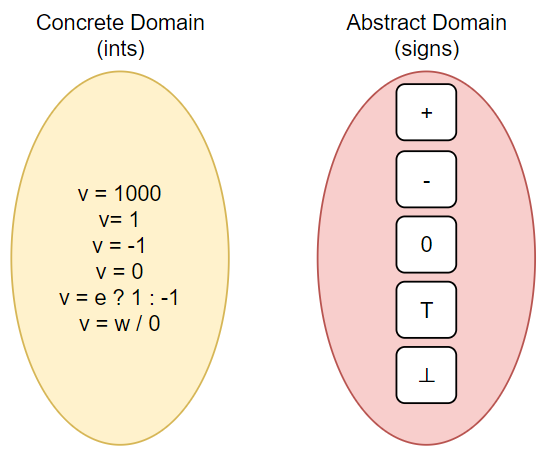 Concrete Domain
(ints)
v = 1000
v= 1
v = -1
v = 0
v = e ? 1 : -1
v = w / 0
Abstract Domain
(signs)
+
-
0
⊤
⊥